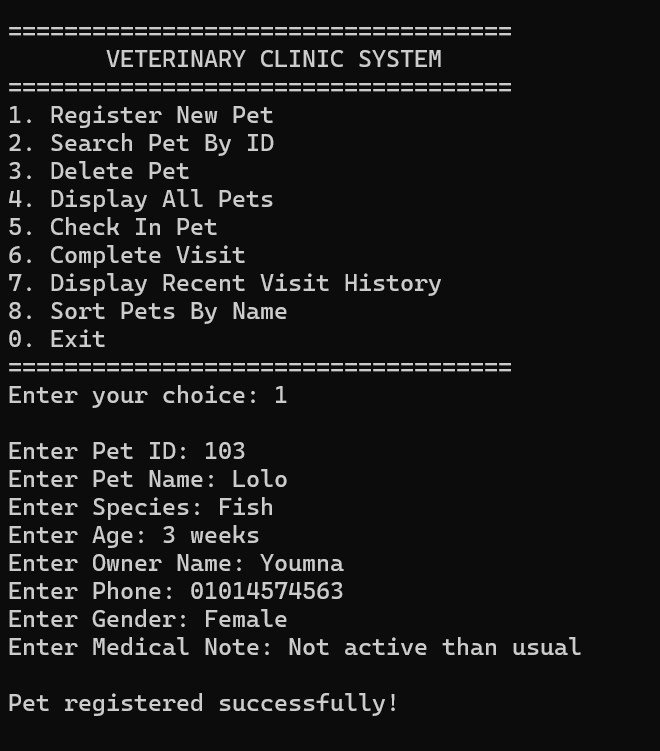 ====================================
VETERINARY CLINIC SYSTEM
====================================
1. Register New Pet
2. Search Pet By ID
3. Delete Pet
4. Display All Pets
5. Check In Pet
6. Complete Visit
7. Display Recent Visit History
8. Sort Pets By Name
0. Exit
====================================
Enter your choice: 1
Enter Pet ID: 103
Enter Pet Name: Lolo
Enter Species: Fish
Enter Age: 3 weeks
Enter Owner Name: Youmna
Enter Phone: 01014574563
Enter Gender: Female
Enter Medical Note: Not active than usual
Pet registered successfully!